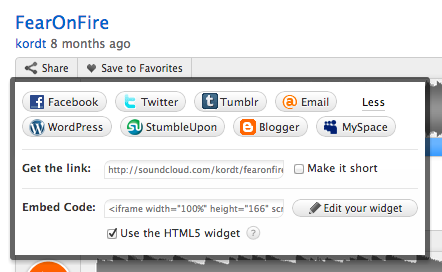 FearOnFire
kordt 8 months ago
Share Save to Favorites
Facebook Twitter Tumblr Email Less
WordPress StumbleUpon Blogger MySpace
Get the link: http://soundcloud.com/kordt/fearonfire Make it short
Embed Code: <iframe width="100%" height="166" scr Edit your widget
Use the HTML5 widget ?